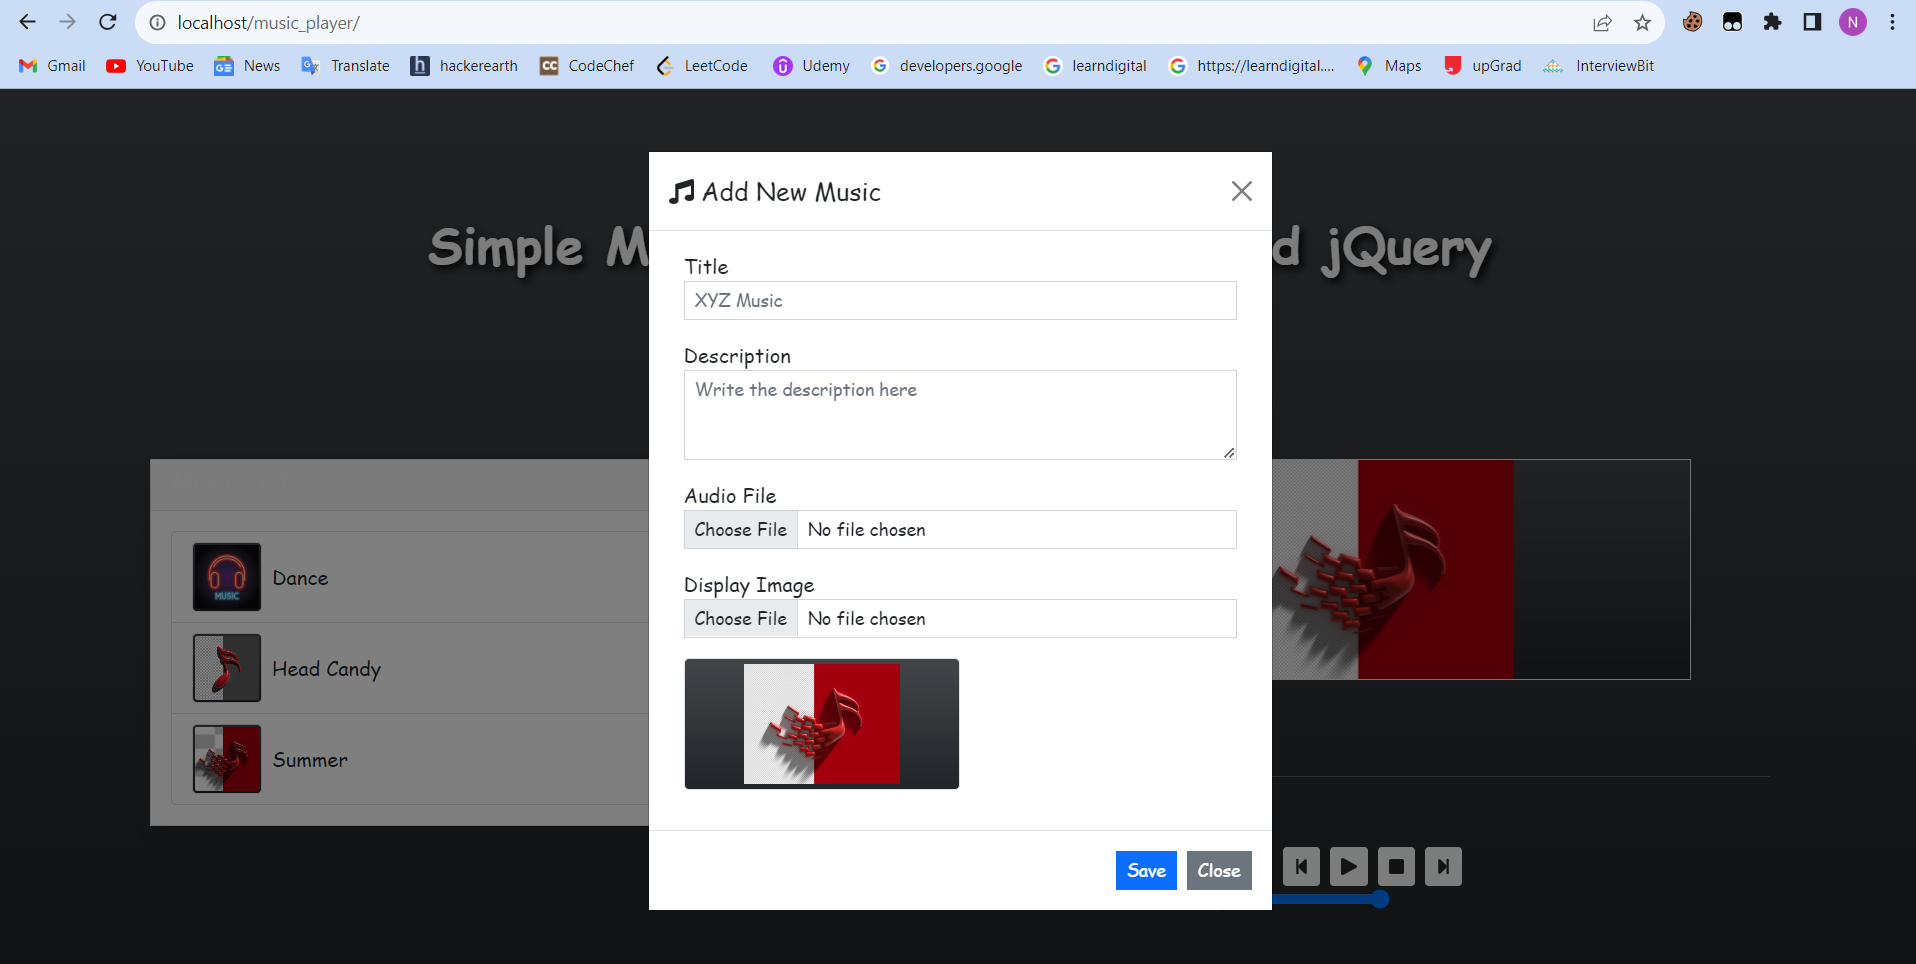 localhost/music_player/
N
Gmail YouTube News Translate hackerearth CodeChef LeetCode Udemy developers.google learndigital https://learndigital.... Maps upGrad InterviewBit
Add New Music
Simple M
d jQuery
Title
XYZ Music
Description
Write the description here
Audio File
Choose File No file chosen
Display Image
Choose File No file chosen
Dance
MUSIC
Head Candy
Summer
Save Close